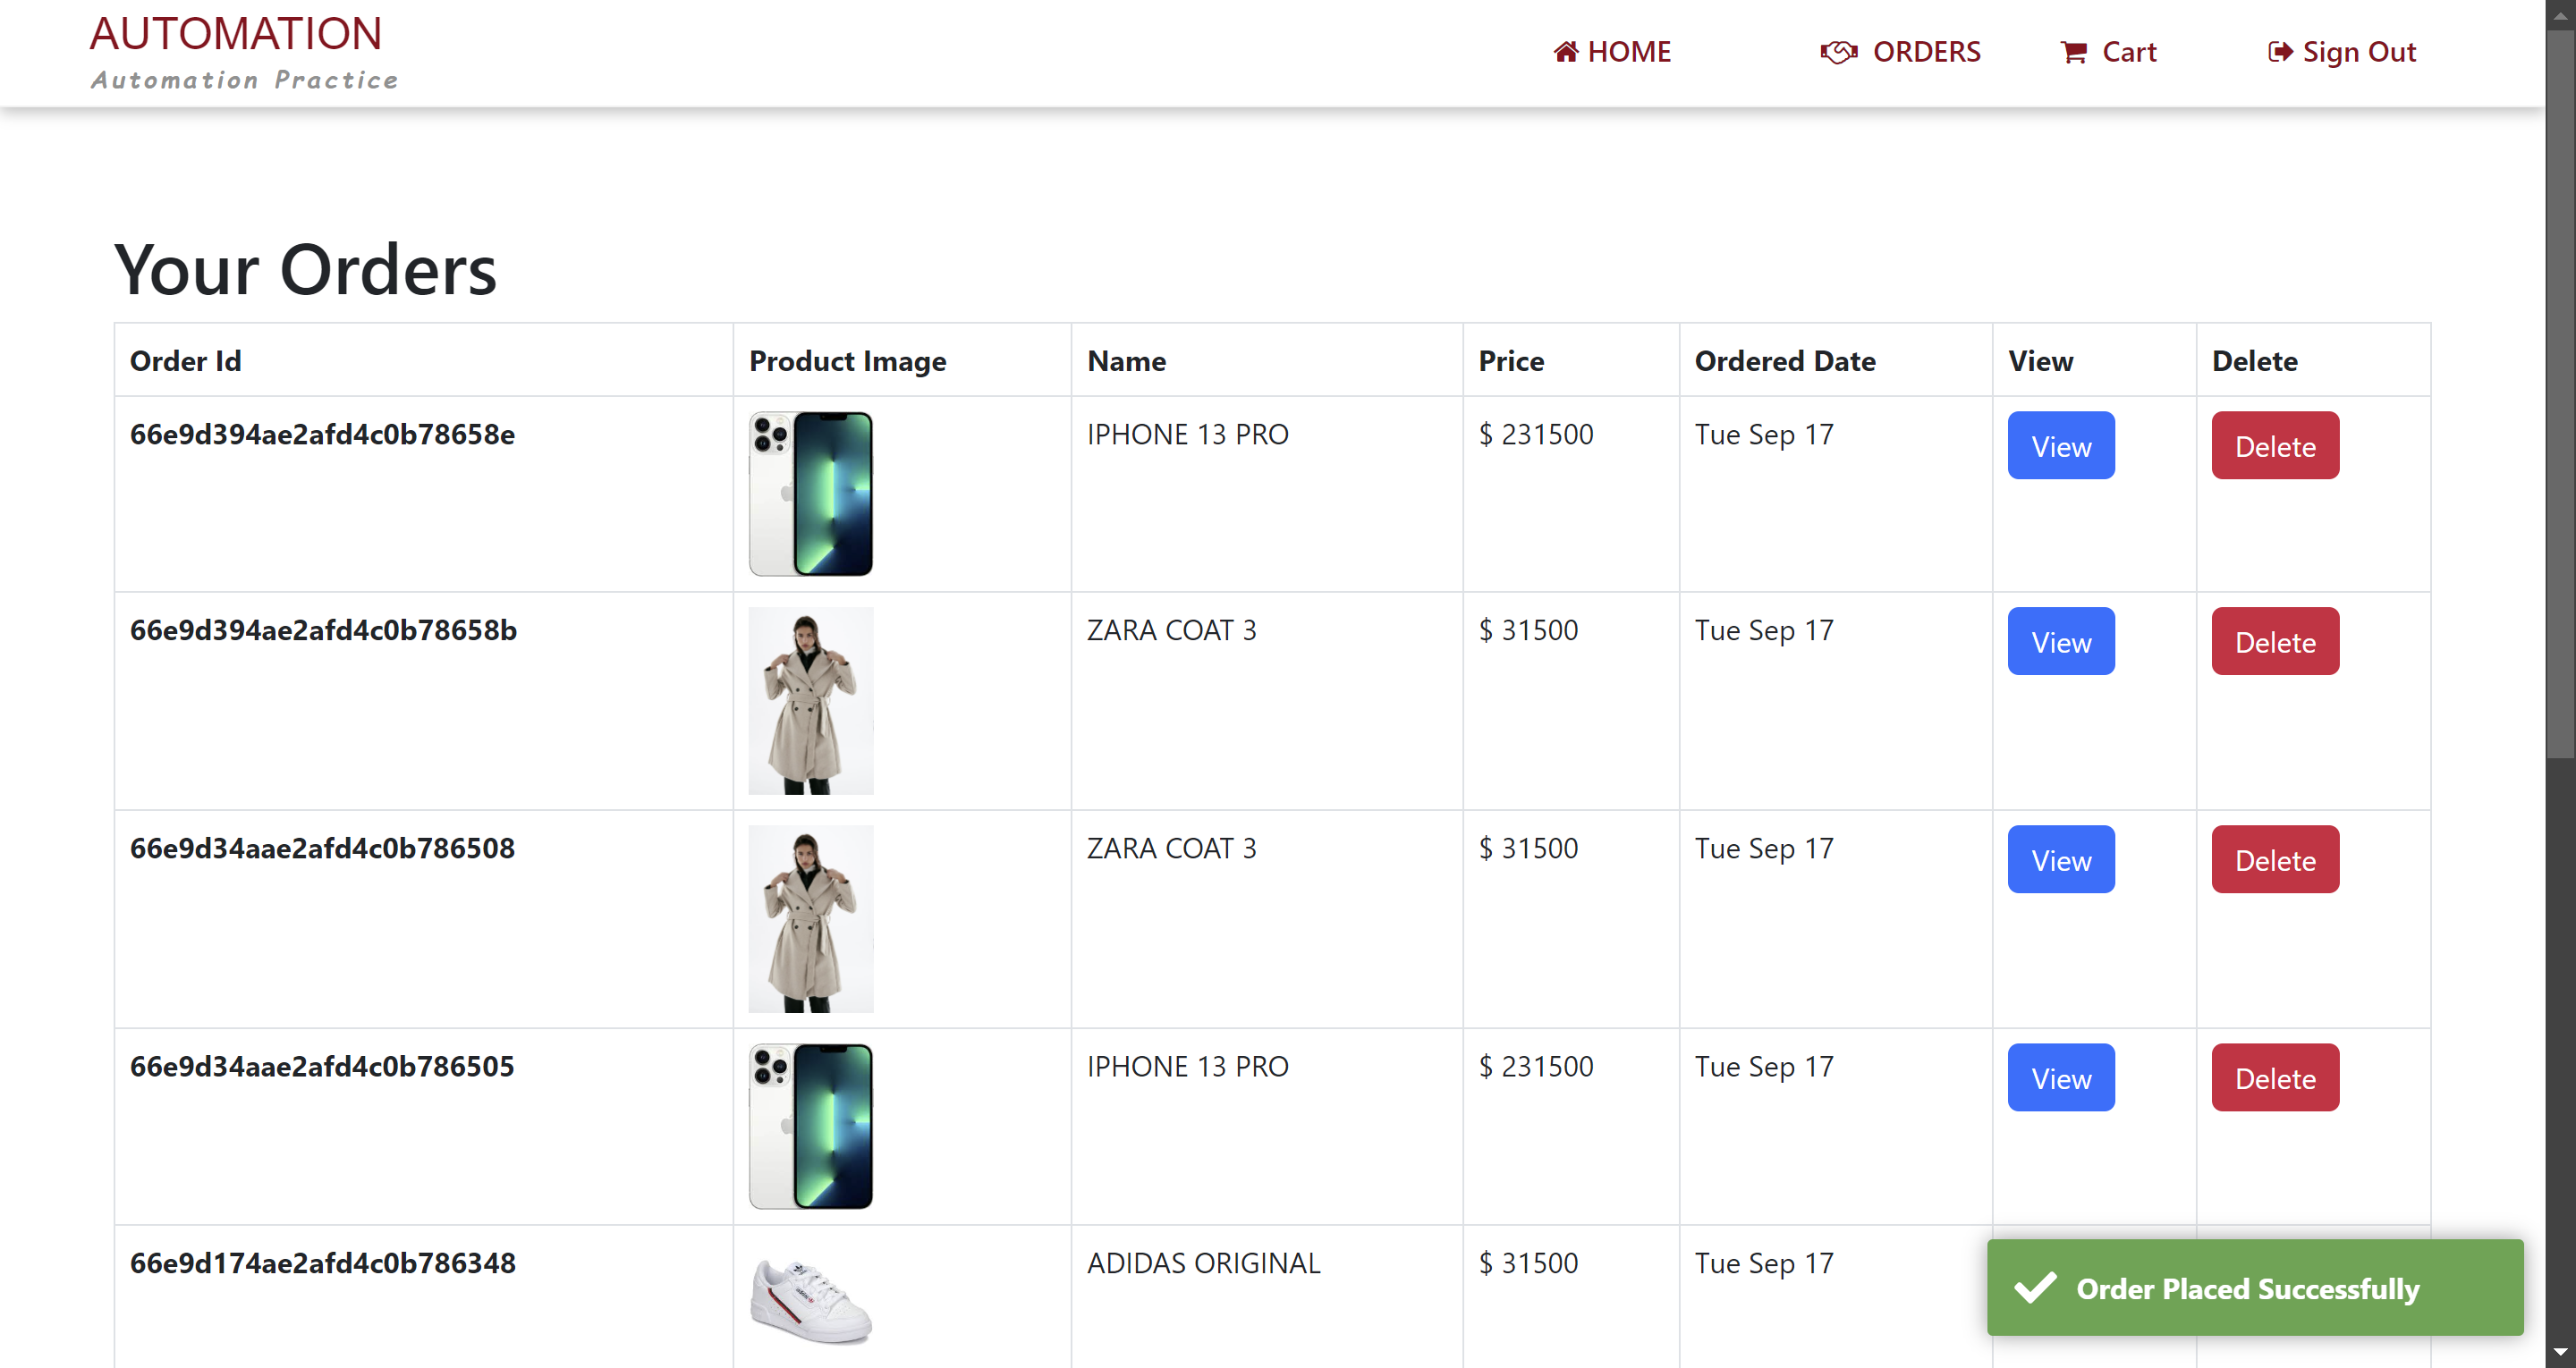 AUTOMATION
Automation Practice
HOME
ORDERS
Cart
Sign Out
Your Orders
Order Id Product Image Name Price Ordered Date View Delete
66e9d394ae2afd4c0b78658e IPHONE 13 PRO $ 231500 Tue Sep 17 View Delete
66e9d394ae2afd4c0b78658b ZARA COAT 3 $ 31500 Tue Sep 17 View Delete
66e9d34aae2afd4c0b786508 ZARA COAT 3 $ 31500 Tue Sep 17 View Delete
66e9d34aae2afd4c0b786505 IPHONE 13 PRO $ 231500 Tue Sep 17 View Delete
66e9d174ae2afd4c0b786348 ADIDAS ORIGINAL $ 31500 Tue Sep 17
Order Placed Successfully